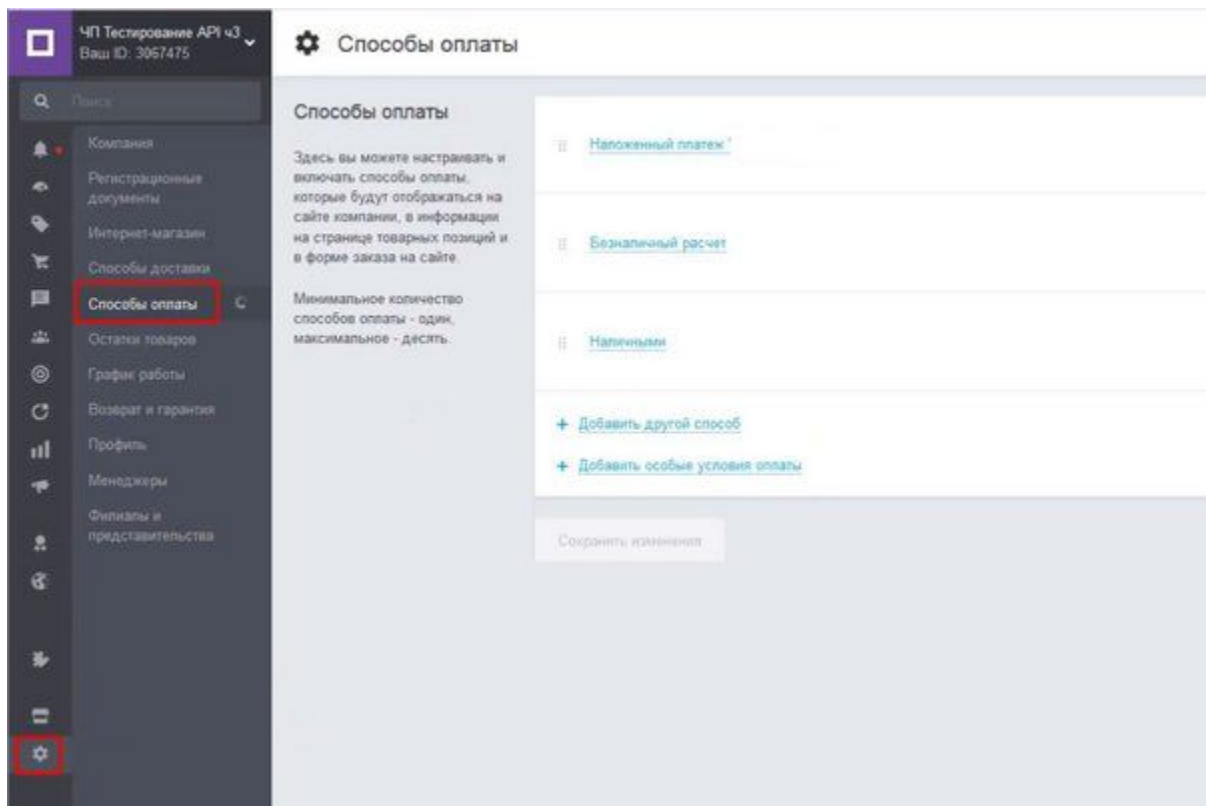 ЧП Тестирование API ч3
Ваш ID: 3067475
Способы оплаты
Поиск
Компания
Регистрационные
документы
Интернет-магазин
Способы доставки
Способы оплаты
Остатки товаров
График работы
Возврат и гарантия
Профиль
Менеджеры
Филиалы и
представительства
Способы оплаты
Здесь вы можете настраивать и
включать способы оплаты,
которые будут отображаться на
сайте компании, в информации
на странице товарных позиций и
в форме заказа на сайте.
Минимальное количество
способов оплаты - один,
максимальное - десять.
Наложенный платеж
Безналичный расчет
Наличными
+ Добавить другой способ
+ Добавить особые условия оплаты
Сохранить изменения